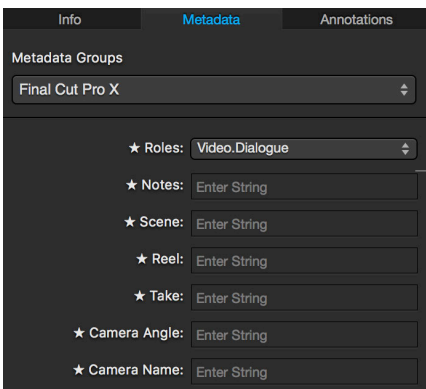 Info Metadata Annotations
Metadata Groups
Final Cut Pro X
★ Roles: Video.Dialogue
★ Notes: Enter String
★ Scene: Enter String
★ Reel: Enter String
★ Take: Enter String
★ Camera Angle: Enter String
★ Camera Name: Enter String